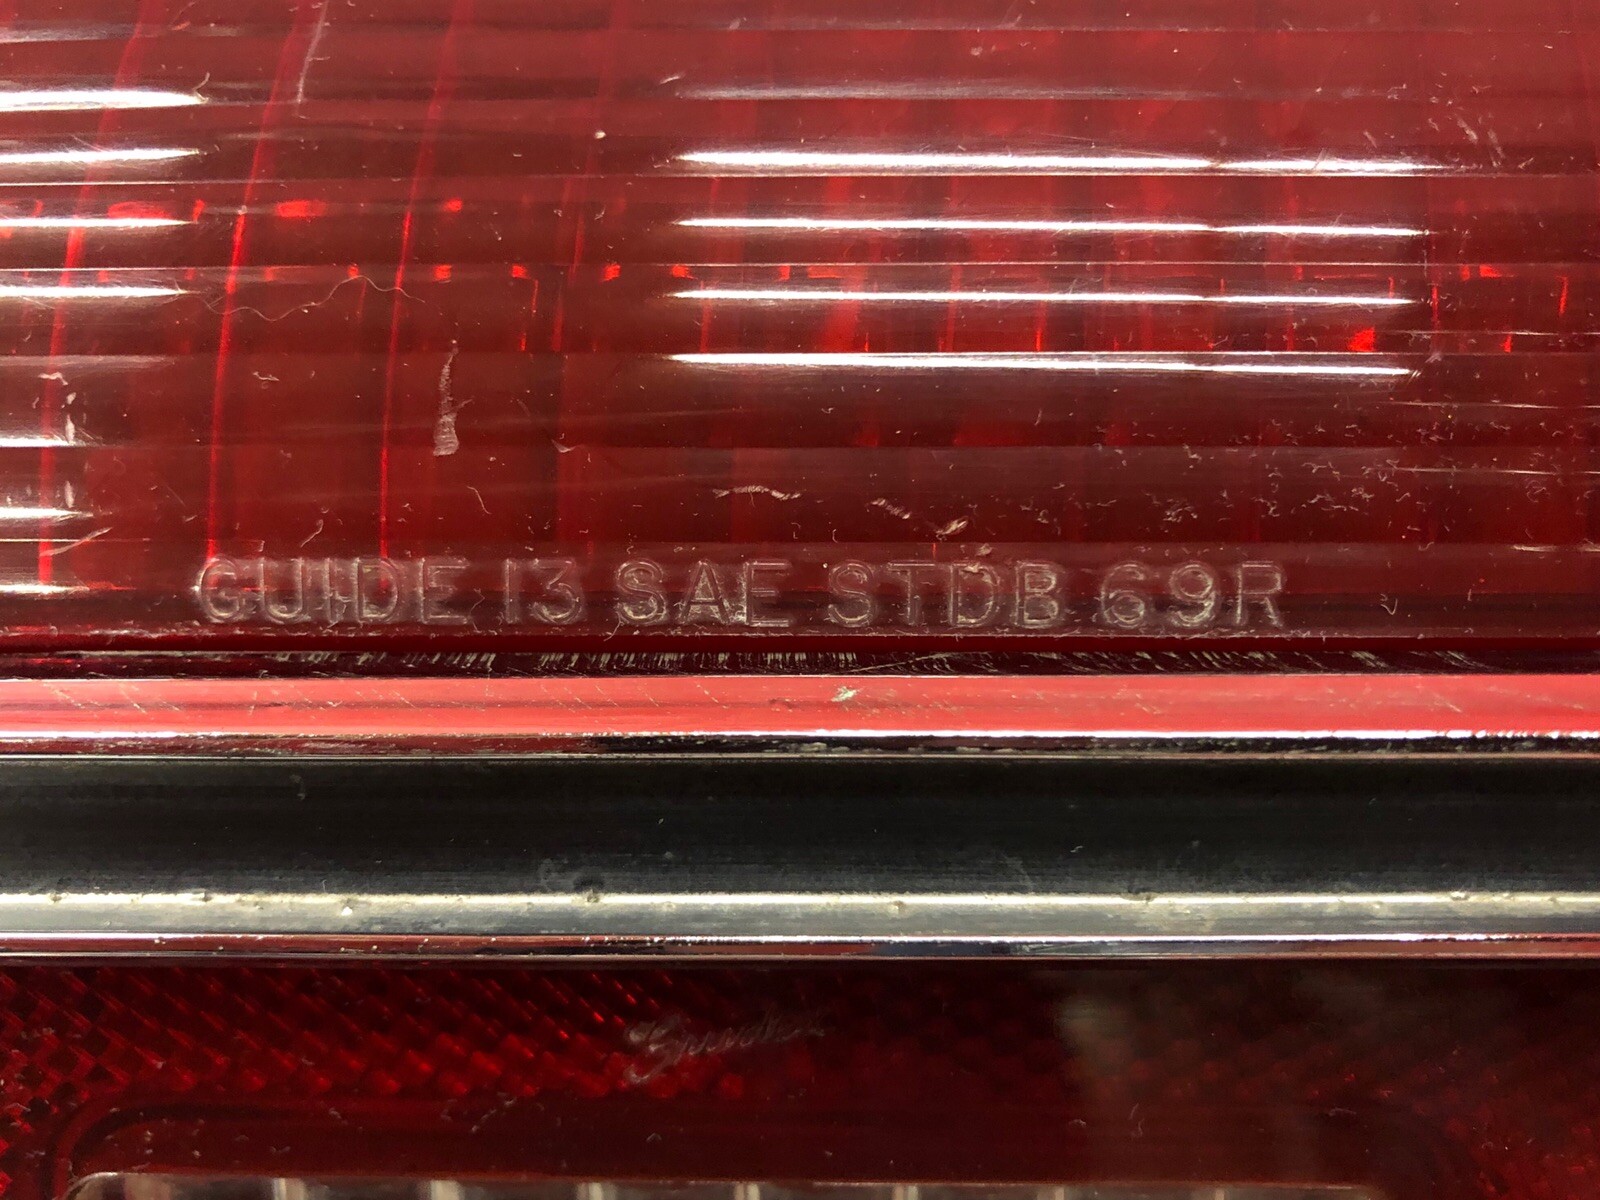 GUIDE 13 SAE STDB 69R